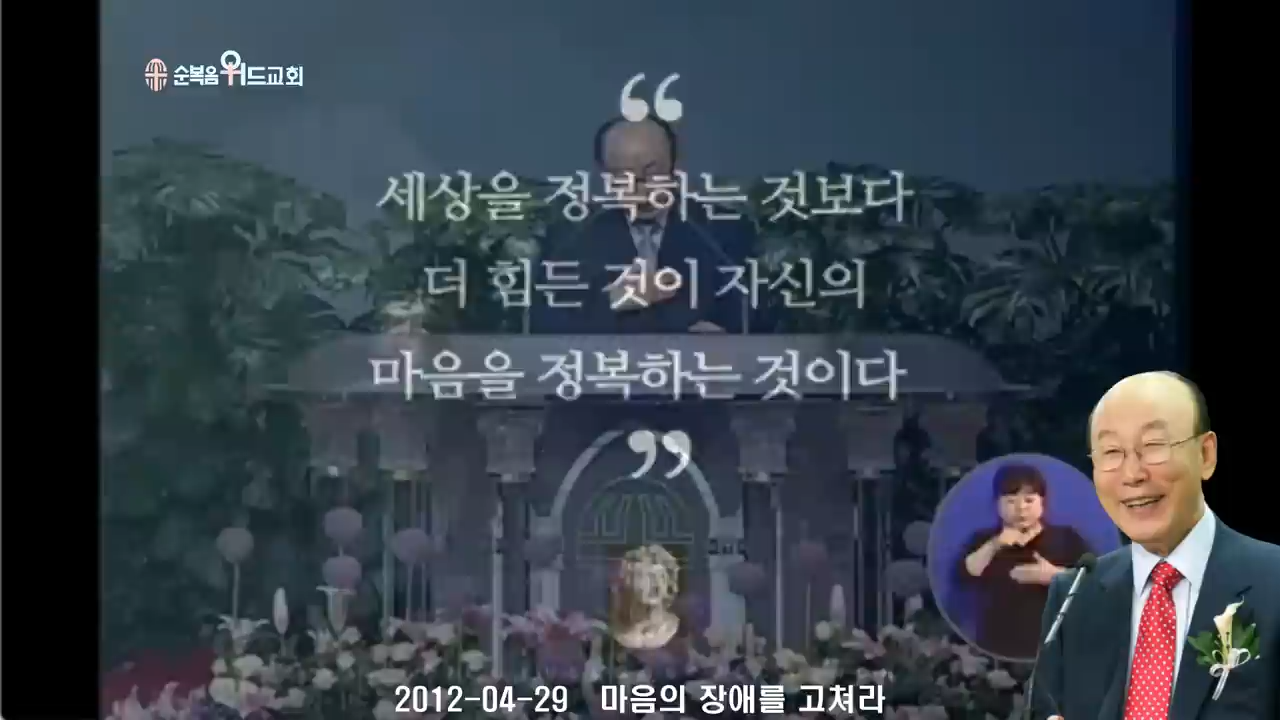 순복음워드교회
“
세상을 정복하는 것보다
더 힘든 것이 자신의
마음을 정복하는 것이다
”
2012-04-29 마음의 장애를 고쳐라